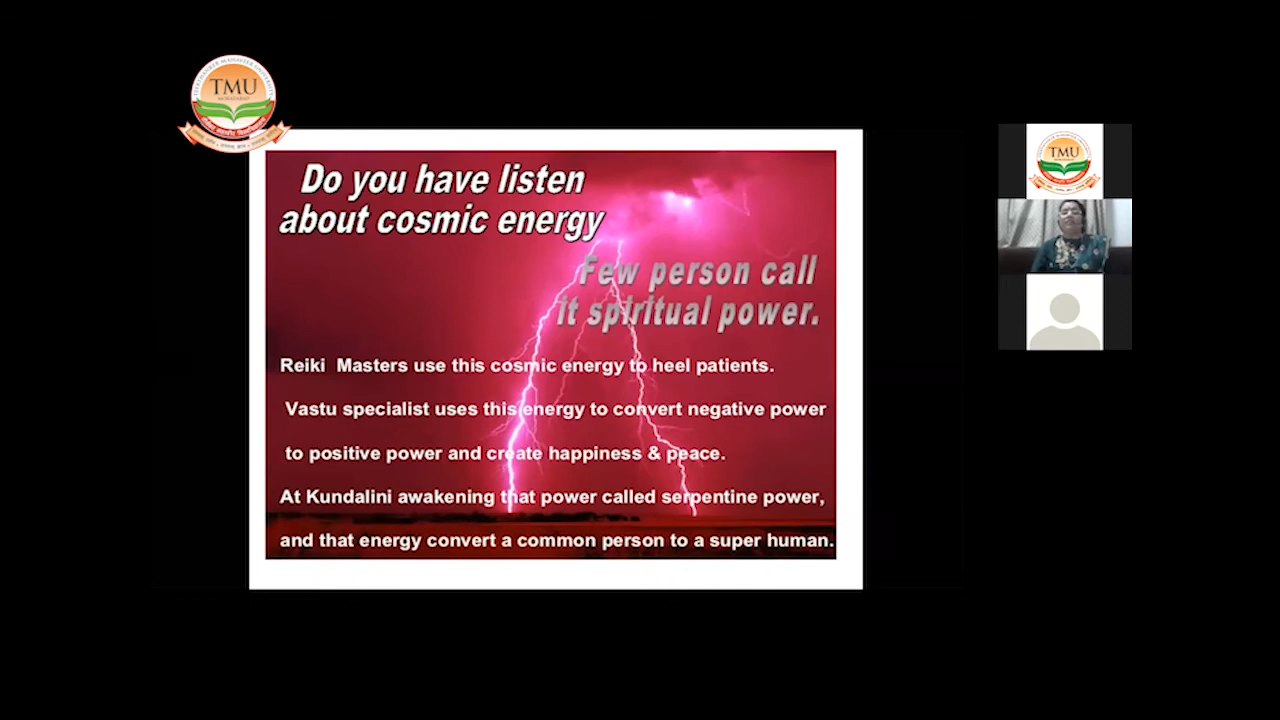 TMU
MORADABAD
Do you have listen
about cosmic energy
Few person call
it spiritual power.
Reiki  Masters use this cosmic energy to heel patients.
Vastu specialist uses this energy to convert negative power
to positive power and create happiness & peace.
At Kundalini awakening that power called serpentine power,
and that energy convert a common person to a super human.
TMU